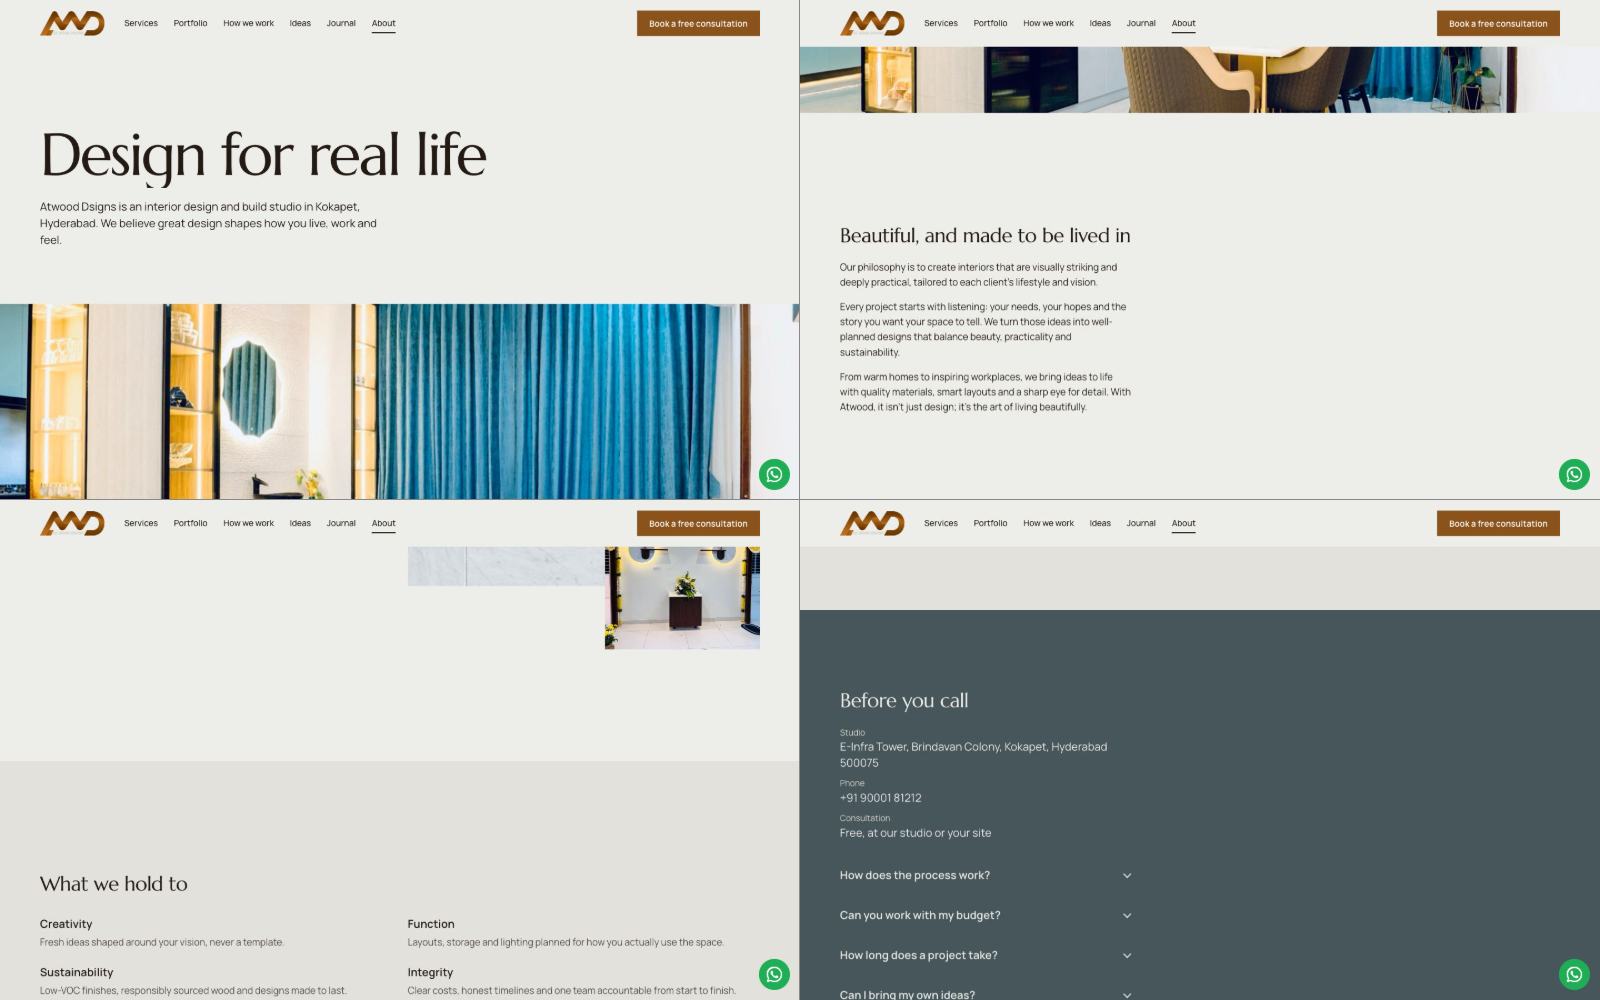 Services Portfolio How we work Ideas Journal About Book a free consultation
Design for real life
Atwood Dsigns is an interior design and build studio in Kokapet,
Hyderabad. We believe great design shapes how you live, work and
feel.
Services Portfolio How we work Ideas Journal About Book a free consultation
Beautiful, and made to be lived in
Our philosophy is to create interiors that are visually striking and
deeply practical, tailored to each client's lifestyle and vision.
Every project starts with listening: your needs, your hopes and the
story you want your space to tell. We turn those ideas into well-
planned designs that balance beauty, practicality and
sustainability.
From warm homes to inspiring workplaces, we bring ideas to life
with quality materials, smart layouts and a sharp eye for detail. With
Atwood, it isn't just design; it's the art of living beautifully.
Services Portfolio How we work Ideas Journal About Book a free consultation
What we hold to
Creativity
Fresh ideas shaped around your vision, never a template.
Function
Layouts, storage and lighting planned for how you actually use the space.
Sustainability
Low-VOC finishes, responsibly sourced wood and designs made to last.
Integrity
Clear costs, honest timelines and one team accountable from start to finish.
Services Portfolio How we work Ideas Journal About Book a free consultation
Before you call
Studio
E-Infra Tower, Brindavan Colony, Kokapet, Hyderabad
500075
Phone
+91 90001 81212
Consultation
Free, at our studio or your site
How does the process work?
Can you work with my budget?
How long does a project take?
Can I bring my own ideas?